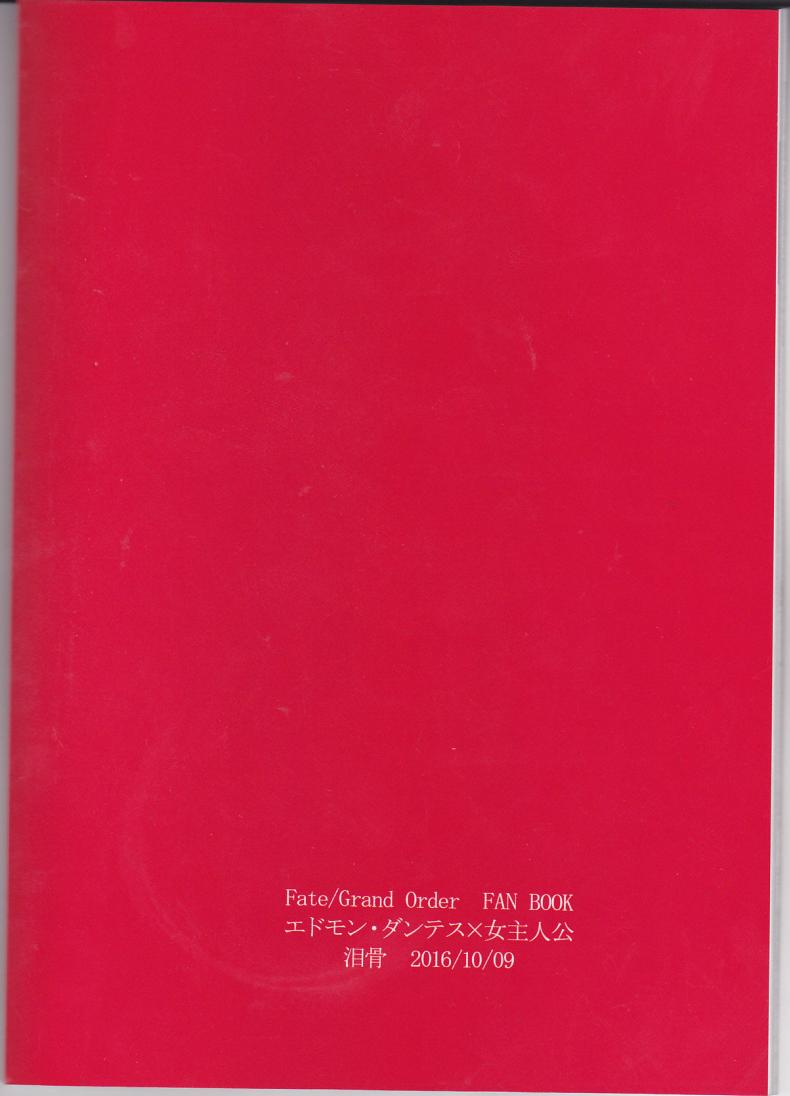 Fate/Grand Order  FAN BOOK
エドモン・ダンテス×女主人公
泪骨　2016/10/09